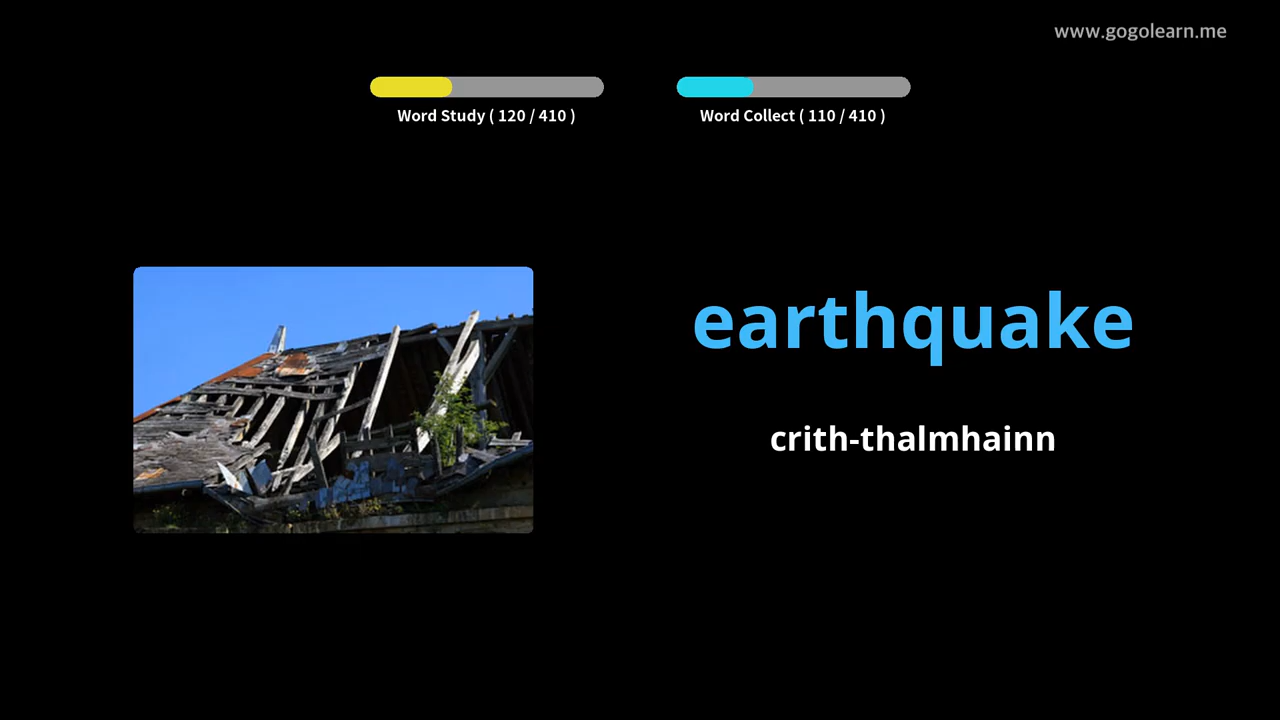 www.gogolearn.me
Word Study ( 120 / 410 )
Word Collect ( 110 / 410 )
earthquake
crith-thalmhainn